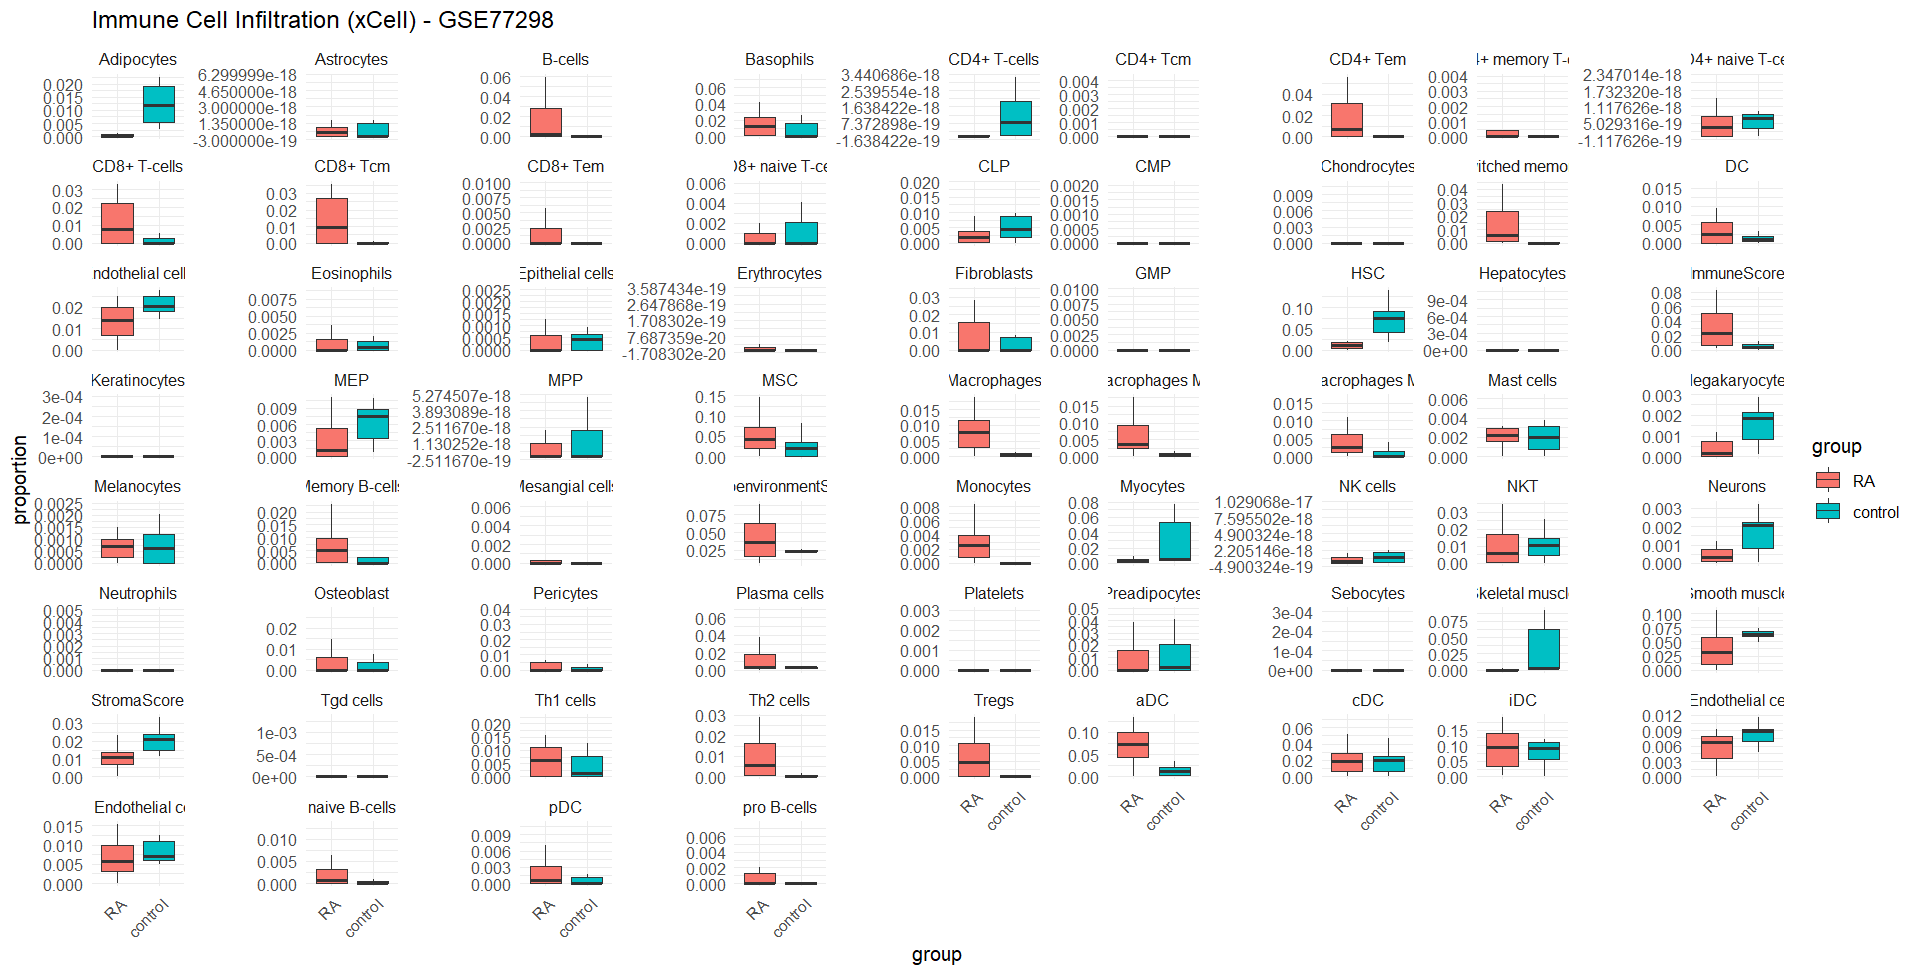 Immune Cell Infiltration (xCell) - GSE77298
Adipocytes Astrocytes B-cells Basophils CD4+ T-cells CD4+ Tcm CD4+ Tem 4+ memory T-c 04+ naive T-ce
0.020 0.015 0.010 0.005 0.000
6.299999e-18 4.650000e-18 3.000000e-18 1.350000e-18 -3.000000e-19
0.06 0.04 0.02 0.00
0.06 0.04 0.02 0.00
3.440686e-18 2.539554e-18 1.638422e-18 7.372898e-19 -1.638422e-19
0.004 0.003 0.002 0.001 0.000
0.04 0.02 0.00
0.004 0.003 0.002 0.001 0.000
2.347014e-18 1.732320e-18 1.117626e-18 5.029316e-19 -1.117626e-19
CD8+ T-cells CD8+ Tcm CD8+ Tem 08+ naive T-ce CLP CMP Chondrocytes itched memo DC
0.03 0.02 0.01 0.00
0.03 0.02 0.01 0.00
0.0100 0.0075 0.0050 0.0025 0.0000
0.006 0.004 0.002 0.000
0.020 0.015 0.010 0.005 0.000
0.0020 0.0015 0.0010 0.0005 0.0000
0.009 0.006 0.003 0.000
0.04 0.03 0.02 0.01 0.00
0.015 0.010 0.005 0.000
ndothelial cell Eosinophils Epithelial cells Erythrocytes Fibroblasts GMP HSC Hepatocytes ImmuneScore
0.02 0.01 0.00
0.0075 0.0050 0.0025 0.0000
0.0025 0.0020 0.0015 0.0010 0.0005 0.0000
3.587434e-19 2.647868e-19 1.708302e-19 7.687359e-20 -1.708302e-20
0.03 0.02 0.01 0.00
0.0100 0.0075 0.0050 0.0025 0.0000
0.10 0.05 0.00
9e-04 6e-04 3e-04 0e+00
0.08 0.06 0.04 0.02 0.00
Keratinocytes MEP MPP MSC Macrophages acrophages M acrophages M Mast cells legakaryocyte
3e-04 2e-04 1e-04 0e+00
0.009 0.006 0.003 0.000
5.274507e-18 3.893089e-18 2.511670e-18 1.130252e-18 -2.511670e-19
0.15 0.10 0.05 0.00
0.015 0.010 0.005 0.000
0.015 0.010 0.005 0.000
0.015 0.010 0.005 0.000
0.006 0.004 0.002 0.000
0.003 0.002 0.001 0.000
Melanocytes Memory B-cells Mesangial cells oenvironmentS Monocytes Myocytes NK cells NKT Neurons
0.0025 0.0020 0.0015 0.0010 0.0005 0.0000
0.020 0.015 0.010 0.005 0.000
0.006 0.004 0.002 0.000
0.075 0.050 0.025
0.008 0.006 0.004 0.002 0.000
0.08 0.06 0.04 0.02 0.00
1.029068e-17 7.595502e-18 4.900324e-18 2.205146e-18 -4.900324e-19
0.03 0.02 0.01 0.00
0.003 0.002 0.001 0.000
Neutrophils Osteoblast Pericytes Plasma cells Platelets Preadipocytes Sebocytes Skeletal muscle Smooth muscle
0.005 0.004 0.003 0.002 0.001 0.000
0.02 0.01 0.00
0.04 0.03 0.02 0.01 0.00
0.06 0.04 0.02 0.00
0.003 0.002 0.001 0.000
0.05 0.04 0.03 0.02 0.01 0.00
3e-04 2e-04 1e-04 0e+00
0.075 0.050 0.025 0.000
0.100 0.075 0.050 0.025 0.000
StromaScore Tgd cells Th1 cells Th2 cells Tregs aDC cDC iDC Endothelial ce
0.03 0.02 0.01 0.00
1e-03 5e-04 0e+00
0.020 0.015 0.010 0.005 0.000
0.03 0.02 0.01 0.00
0.015 0.010 0.005 0.000
0.10 0.05 0.00
0.06 0.04 0.02 0.00
0.15 0.10 0.05 0.00
0.012 0.009 0.006 0.003 0.000
RA control RA control RA control RA control RA control
Endothelial ce naive B-cells pDC pro B-cells
0.015 0.010 0.005 0.000
0.010 0.005 0.000
0.009 0.006 0.003 0.000
0.006 0.004 0.002 0.000
RA control RA control RA control RA control
proportion
group
group
RA
control